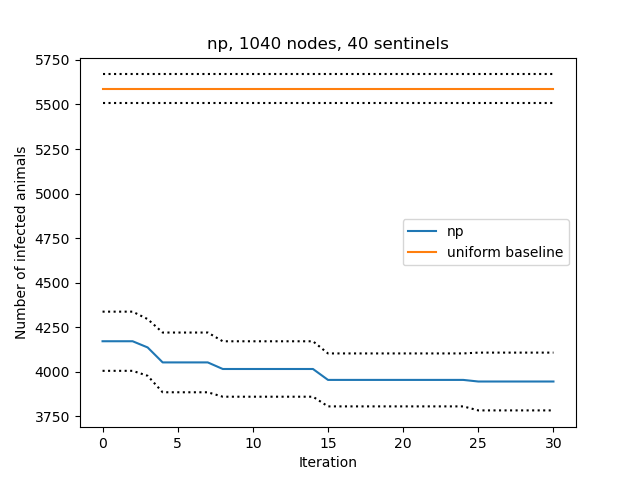 np, 1040 nodes, 40 sentinels
Number of infected animals
5750
5500
5250
5000
4750
4500
4250
4000
3750
np
uniform baseline
0 5 10 15 20 25 30
Iteration